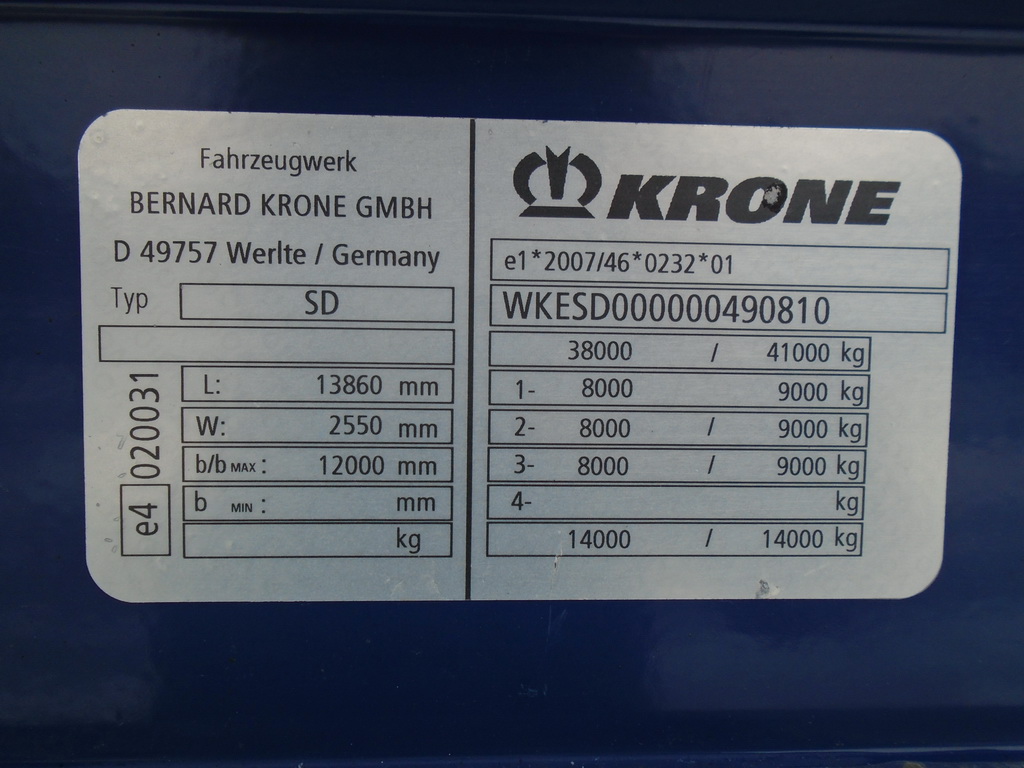 Fahrzeugwerk
BERNARD KRONE GMBH
D 49757 Werlte / Germany
Typ SD
L: 13860 mm
W: 2550 mm
b/b MAX : 12000 mm
b MIN : mm
kg
e4 020031
KRONE
e1*2007/46*0232*01
WKESD000000490810
38000 / 41000 kg
1- 8000 9000 kg
2- 8000 / 9000 kg
3- 8000 / 9000 kg
4- kg
14000 / 14000 kg